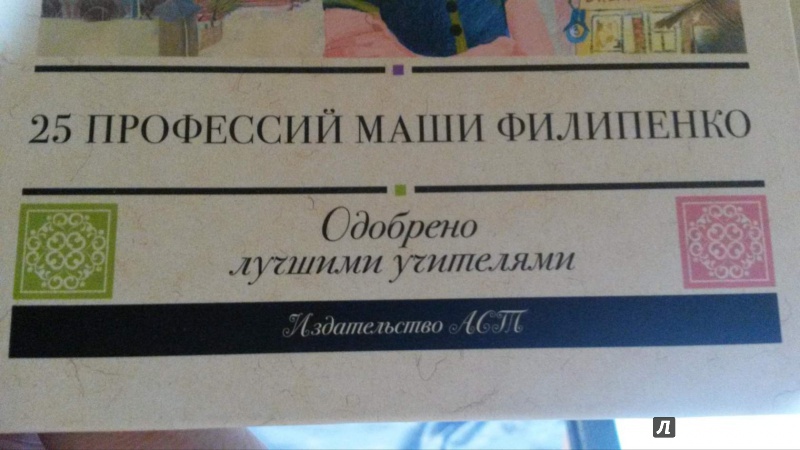 25 ПРОФЕССИЙ МАШИ ФИЛИПЕНКО
Одобрено
лучшими учителями
Издательство АСТ
Л